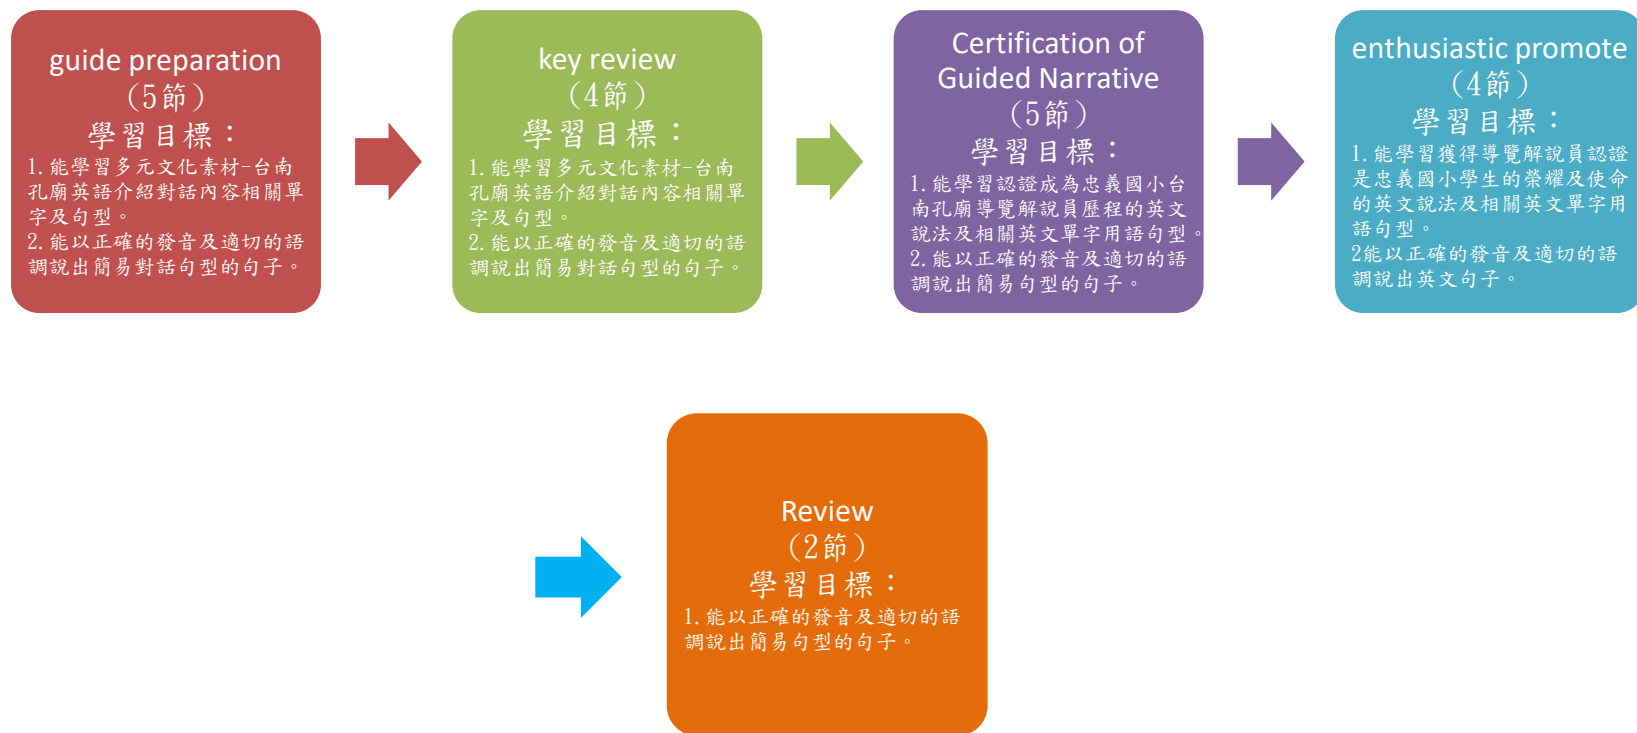 guide preparation
（5節）
學習目標：
1.能學習多元文化素材-台南
孔廟英語介紹對話內容相關單
字及句型。
2.能以正確的發音及適切的語
調說出簡易對話句型的句子。
key review
（4節）
學習目標：
1.能學習多元文化素材-台南
孔廟英語介紹對話內容相關單
字及句型。
2.能以正確的發音及適切的語
調說出簡易對話句型的句子。
Certification of
Guided Narrative
（5節）
學習目標：
1.能學習認證成為忠義國小台
南孔廟導覽解說員歷程的英文
說法及相關英文單字用語句型。
2.能以正確的發音及適切的語
調說出簡易句型的句子。
enthusiastic promote
（4節）
學習目標：
1.能學習獲得導覽解說員認證
是忠義國小學生的榮耀及使命
的英文說法及相關英文單字用
語句型。
2能以正確的發音及適切的語
調說出英文句子。
Review
（2節）
學習目標：
1.能以正確的發音及適切的語
調說出簡易句型的句子。